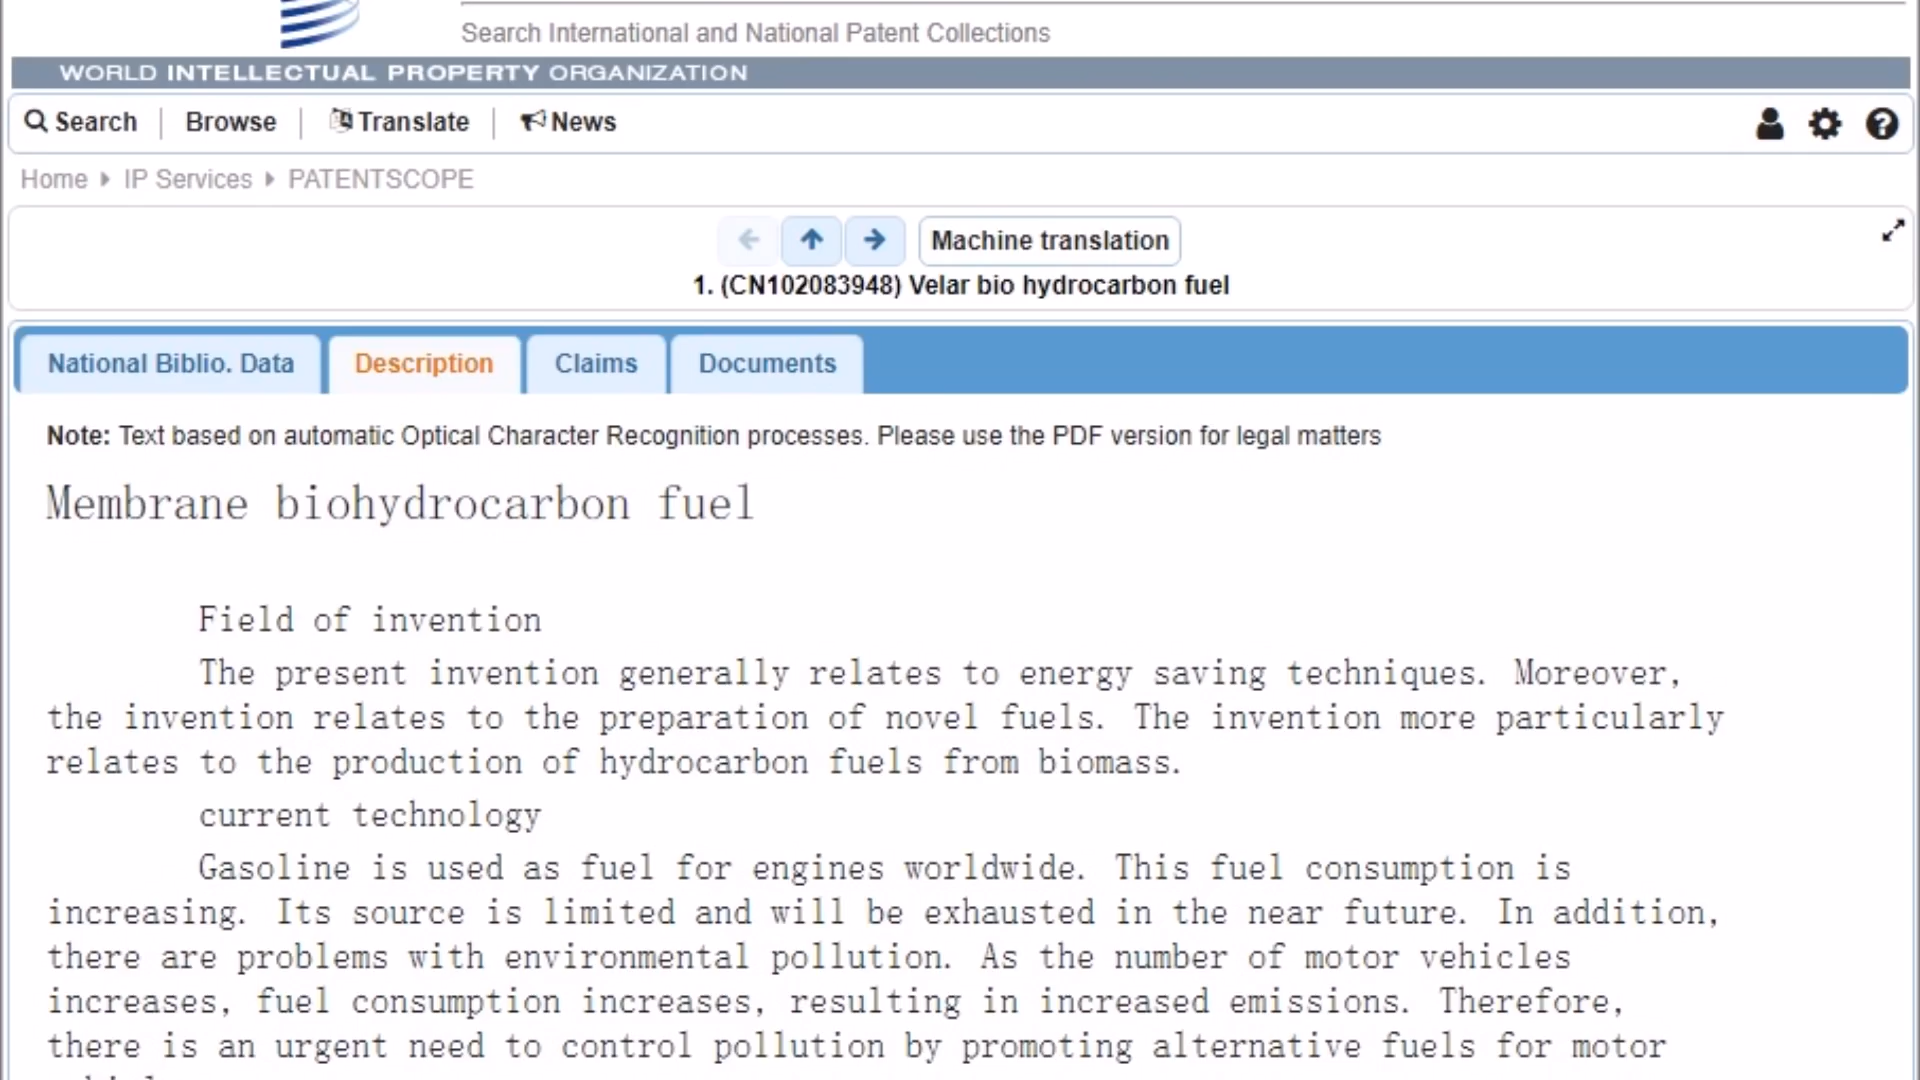 Search International and National Patent Collections
WORLD INTELLECTUAL PROPERTY ORGANIZATION
Search Browse Translate News
Home IP Services PATENTSCOPE
Machine translation
1. (CN102083948) Velar bio hydrocarbon fuel
National Biblio. Data Description Claims Documents
Note: Text based on automatic Optical Character Recognition processes. Please use the PDF version for legal matters
Membrane biohydrocarbon fuel
Field of invention
The present invention generally relates to energy saving techniques. Moreover,
the invention relates to the preparation of novel fuels. The invention more particularly
relates to the production of hydrocarbon fuels from biomass.
current technology
Gasoline is used as fuel for engines worldwide. This fuel consumption is
increasing. Its source is limited and will be exhausted in the near future. In addition,
there are problems with environmental pollution. As the number of motor vehicles
increases, fuel consumption increases, resulting in increased emissions. Therefore,
there is an urgent need to control pollution by promoting alternative fuels for motor